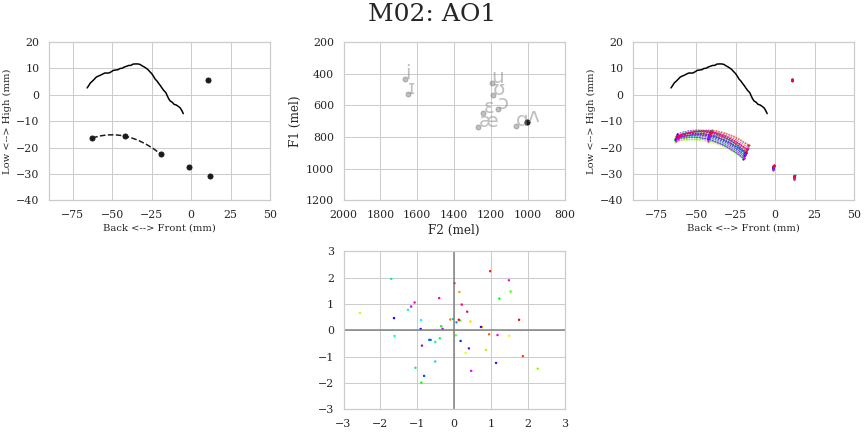 M02: AO1
20
10
0
−10
−20
−30
−40
Low <--> High (mm)
−75 −50 −25 0 25 50
Back <--> Front (mm)
200
400
600
800
1000
1200
F1 (mel)
i
ɪ
u
ʊ
ɛ
ɔ
æ
ɑ
ʌ
2000 1800 1600 1400 1200 1000 800
F2 (mel)
20
10
0
−10
−20
−30
−40
Low <--> High (mm)
−75 −50 −25 0 25 50
Back <--> Front (mm)
3
2
1
0
−1
−2
−3
−3 −2 −1 0 1 2 3